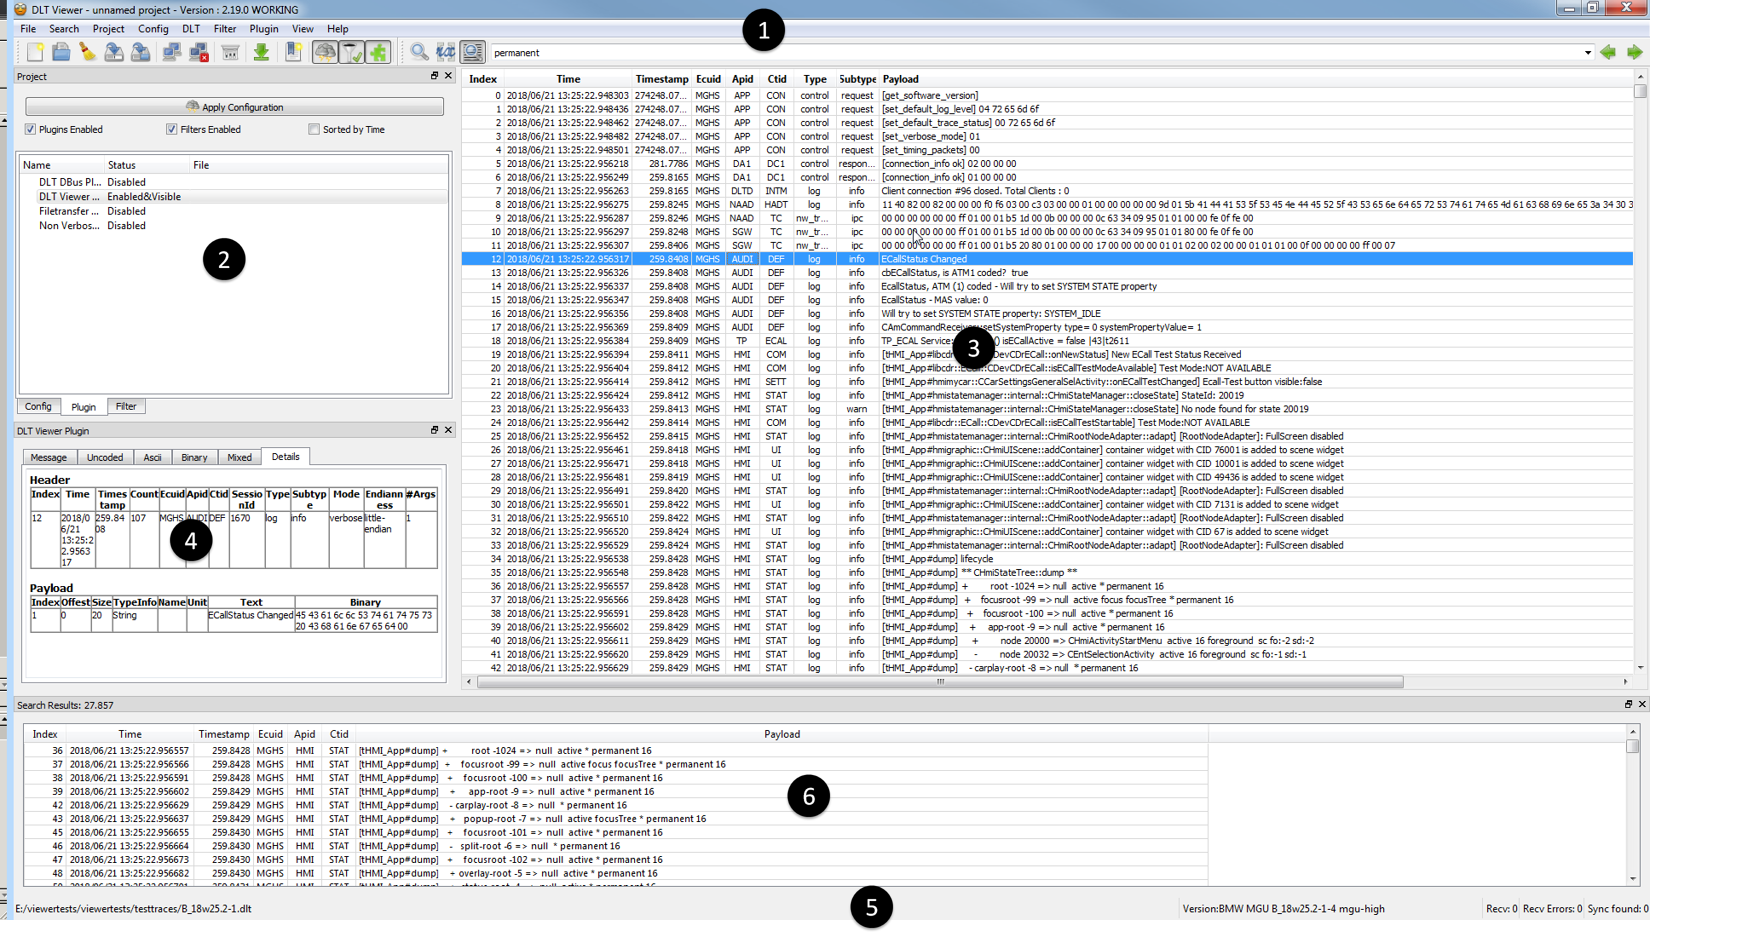 DLT Viewer - unnamed project - Version : 2.19.0 WORKING
File Search Project Config DLT Filter Plugin View Help
1
permanent
Project
Apply Configuration
Plugins Enabled Filters Enabled Sorted by Time
Name Status File
DLT DBus Pl... Disabled
DLT Viewer ... Enabled&Visible
Filetransfer ... Disabled
Non Verbos... Disabled
2
Config Plugin Filter
DLT Viewer Plugin
Message Uncoded Ascii Binary Mixed Details
Header
Index Time Timestamp Count Ecuid Apid Ctid SessionId Type Subtype Mode Endianness #Args
12 2018/06/21 13:25:22.956317 259.8408 107 MGHS AUDI DEF 1670 log info verbose little-endian 1
4
Payload
Index Offest Size TypeInfo Name Unit Text Binary
1 0 20 String ECallStatus Changed 45 43 61 6c 6c 53 74 61 74 75 73
20 43 68 61 6e 67 65 64 00
Index Time Timestamp Ecuid Apid Ctid Type Subtype Payload
0 2018/06/21 13:25:22.948303 274248.07... MGHS APP CON control request [get_software_version]
1 2018/06/21 13:25:22.948436 274248.07... MGHS APP CON control request [set_default_log_level] 04 72 65 6d 6f
2 2018/06/21 13:25:22.948462 274248.07... MGHS APP CON control request [set_default_trace_status] 00 72 65 6d 6f
3 2018/06/21 13:25:22.948482 274248.07... MGHS APP CON control request [set_verbose_mode] 01
4 2018/06/21 13:25:22.948501 274248.07... MGHS APP CON control request [set_timing_packets] 00
5 2018/06/21 13:25:22.956218 281.7786 MGHS DA1 DC1 control respon... [connection_info ok] 02 00 00 00
6 2018/06/21 13:25:22.956249 259.8165 MGHS DA1 DC1 control respon... [connection_info ok] 01 00 00 00
7 2018/06/21 13:25:22.956263 259.8165 MGHS DLTD INTM log info Client connection #96 closed. Total Clients : 0
8 2018/06/21 13:25:22.956275 259.8245 MGHS NAAD HADT log info 11 40 82 00 82 00 00 00 f0 f6 03 00 c3 03 00 00 01 00 00 00 00 00 9d 01 5b 41 44 41 53 5f 53 45 4e 44 45 52 5f 43 53 65 6e 64 65 72 53 74 61 74 65 4d 61 63 68 69 6e 65 3a 34 30 3
9 2018/06/21 13:25:22.956287 259.8246 MGHS NAAD TC nw_tr... ipc 00 00 00 00 00 00 ff 01 00 01 b5 1d 00 0b 00 00 00 0c 63 34 09 95 01 01 00 00 fe 0f fe 00
10 2018/06/21 13:25:22.956297 259.8248 MGHS SGW TC nw_tr... ipc 00 00 00 00 00 00 ff 01 00 01 b5 1d 00 0b 00 00 00 0c 63 34 09 95 01 01 80 00 fe 0f fe 00
11 2018/06/21 13:25:22.956307 259.8406 MGHS SGW TC nw_tr... ipc 00 00 00 00 00 00 ff 01 00 01 b5 20 80 01 00 00 00 17 00 00 00 00 01 01 02 00 02 00 00 01 01 01 00 0f 00 00 00 00 ff 00 07
12 2018/06/21 13:25:22.956317 259.8408 MGHS AUDI DEF log info ECallStatus Changed
13 2018/06/21 13:25:22.956326 259.8408 MGHS AUDI DEF log info cbECallStatus, is ATM1 coded? true
14 2018/06/21 13:25:22.956337 259.8408 MGHS AUDI DEF log info EcallStatus, ATM (1) coded - Will try to set SYSTEM STATE property
15 2018/06/21 13:25:22.956347 259.8408 MGHS AUDI DEF log info EcallStatus - MAS value: 0
16 2018/06/21 13:25:22.956356 259.8408 MGHS AUDI DEF log info Will try to set SYSTEM STATE property: SYSTEM_IDLE
17 2018/06/21 13:25:22.956369 259.8409 MGHS AUDI DEF log info CAmCommandReceive setSystemProperty type= 0 systemPropertyValue= 1
18 2018/06/21 13:25:22.956384 259.8409 MGHS TP ECAL log info TP_ECAL Service: () isECallActive = false |43|t2611
3
19 2018/06/21 13:25:22.956394 259.8411 MGHS HMI COM log info [tHMI_App#libcdr CDevCDrECall::onNewStatus] New ECall Test Status Received
20 2018/06/21 13:25:22.956404 259.8412 MGHS HMI COM log info [tHMI_App#libcdr::ECall::CDevCDrECall::isECallTestModeAvailable] Test Mode:NOT AVAILABLE
21 2018/06/21 13:25:22.956414 259.8412 MGHS HMI SETT log info [tHMI_App#hmimycar::CCarSettingsGeneralSelActivity::onECallTestChanged] Ecall-Test button visible:false
22 2018/06/21 13:25:22.956424 259.8412 MGHS HMI STAT log info [tHMI_App#hmistatemanager::internal::CHmiStateManager::closeState] StateId: 20019
23 2018/06/21 13:25:22.956433 259.8413 MGHS HMI STAT log warn [tHMI_App#hmistatemanager::internal::CHmiStateManager::closeState] No node found for state 20019
24 2018/06/21 13:25:22.956442 259.8414 MGHS HMI COM log info [tHMI_App#libcdr::ECall::CDevCDrECall::isECallTestStartable] Test Mode:NOT AVAILABLE
25 2018/06/21 13:25:22.956452 259.8415 MGHS HMI STAT log info [tHMI_App#hmistatemanager::internal::CHmiRootNodeAdapter::adapt] [RootNodeAdapter]: FullScreen disabled
26 2018/06/21 13:25:22.956461 259.8418 MGHS HMI UI log info [tHMI_App#hmigraphic::CHmiUIScene::addContainer] container widget with CID 76001 is added to scene widget
27 2018/06/21 13:25:22.956471 259.8418 MGHS HMI UI log info [tHMI_App#hmigraphic::CHmiUIScene::addContainer] container widget with CID 10001 is added to scene widget
28 2018/06/21 13:25:22.956481 259.8419 MGHS HMI UI log info [tHMI_App#hmigraphic::CHmiUIScene::addContainer] container widget with CID 49436 is added to scene widget
29 2018/06/21 13:25:22.956491 259.8420 MGHS HMI STAT log info [tHMI_App#hmistatemanager::internal::CHmiRootNodeAdapter::adapt] [RootNodeAdapter]: FullScreen disabled
30 2018/06/21 13:25:22.956501 259.8422 MGHS HMI UI log info [tHMI_App#hmigraphic::CHmiUIScene::addContainer] container widget with CID 7131 is added to scene widget
31 2018/06/21 13:25:22.956510 259.8422 MGHS HMI STAT log info [tHMI_App#hmistatemanager::internal::CHmiRootNodeAdapter::adapt] [RootNodeAdapter]: FullScreen disabled
32 2018/06/21 13:25:22.956520 259.8424 MGHS HMI UI log info [tHMI_App#hmigraphic::CHmiUIScene::addContainer] container widget with CID 67 is added to scene widget
33 2018/06/21 13:25:22.956529 259.8424 MGHS HMI STAT log info [tHMI_App#hmistatemanager::internal::CHmiRootNodeAdapter::adapt] [RootNodeAdapter]: FullScreen disabled
34 2018/06/21 13:25:22.956538 259.8428 MGHS HMI STAT log info [tHMI_App#dump] lifecycle
35 2018/06/21 13:25:22.956548 259.8428 MGHS HMI STAT log info [tHMI_App#dump] ** CHmiStateTree::dump **
36 2018/06/21 13:25:22.956557 259.8428 MGHS HMI STAT log info [tHMI_App#dump] + root -1024 => null active * permanent 16
37 2018/06/21 13:25:22.956566 259.8428 MGHS HMI STAT log info [tHMI_App#dump] + focusroot -99 => null active focus focusTree * permanent 16
38 2018/06/21 13:25:22.956591 259.8428 MGHS HMI STAT log info [tHMI_App#dump] + focusroot -100 => null active * permanent 16
39 2018/06/21 13:25:22.956602 259.8429 MGHS HMI STAT log info [tHMI_App#dump] + app-root -9 => null active * permanent 16
40 2018/06/21 13:25:22.956611 259.8429 MGHS HMI STAT log info [tHMI_App#dump] + node 20000 => CHmiActivityStartMenu active 16 foreground sc fo:-2 sd:-2
41 2018/06/21 13:25:22.956620 259.8429 MGHS HMI STAT log info [tHMI_App#dump] - node 20032 => CEntSelectionActivity active 16 foreground sc fo:-1 sd:-1
42 2018/06/21 13:25:22.956629 259.8429 MGHS HMI STAT log info [tHMI_App#dump] - carplay-root -8 => null * permanent 16
Search Results: 27.857
Index Time Timestamp Ecuid Apid Ctid Payload
36 2018/06/21 13:25:22.956557 259.8428 MGHS HMI STAT [tHMI_App#dump] + root -1024 => null active * permanent 16
37 2018/06/21 13:25:22.956566 259.8428 MGHS HMI STAT [tHMI_App#dump] + focusroot -99 => null active focus focusTree * permanent 16
38 2018/06/21 13:25:22.956591 259.8428 MGHS HMI STAT [tHMI_App#dump] + focusroot -100 => null active * permanent 16
39 2018/06/21 13:25:22.956602 259.8429 MGHS HMI STAT [tHMI_App#dump] + app-root -9 => null active * permanent 16
42 2018/06/21 13:25:22.956629 259.8429 MGHS HMI STAT [tHMI_App#dump] - carplay-root -8 => null * permanent 16
43 2018/06/21 13:25:22.956637 259.8429 MGHS HMI STAT [tHMI_App#dump] + popup-root -7 => null active focusTree * permanent 16
45 2018/06/21 13:25:22.956655 259.8430 MGHS HMI STAT [tHMI_App#dump] + focusroot -101 => null active * permanent 16
46 2018/06/21 13:25:22.956664 259.8430 MGHS HMI STAT [tHMI_App#dump] - split-root -6 => null * permanent 16
47 2018/06/21 13:25:22.956673 259.8430 MGHS HMI STAT [tHMI_App#dump] + focusroot -102 => null active * permanent 16
48 2018/06/21 13:25:22.956682 259.8430 MGHS HMI STAT [tHMI_App#dump] + overlay-root -5 => null active * permanent 16
6
E:/viewertests/viewertests/testtraces/B_18w25.2-1.dlt
5
Version:BMW MGU B_18w25.2-1-4 mgu-high
Recv: 0 Recv Errors: 0 Sync found: 0